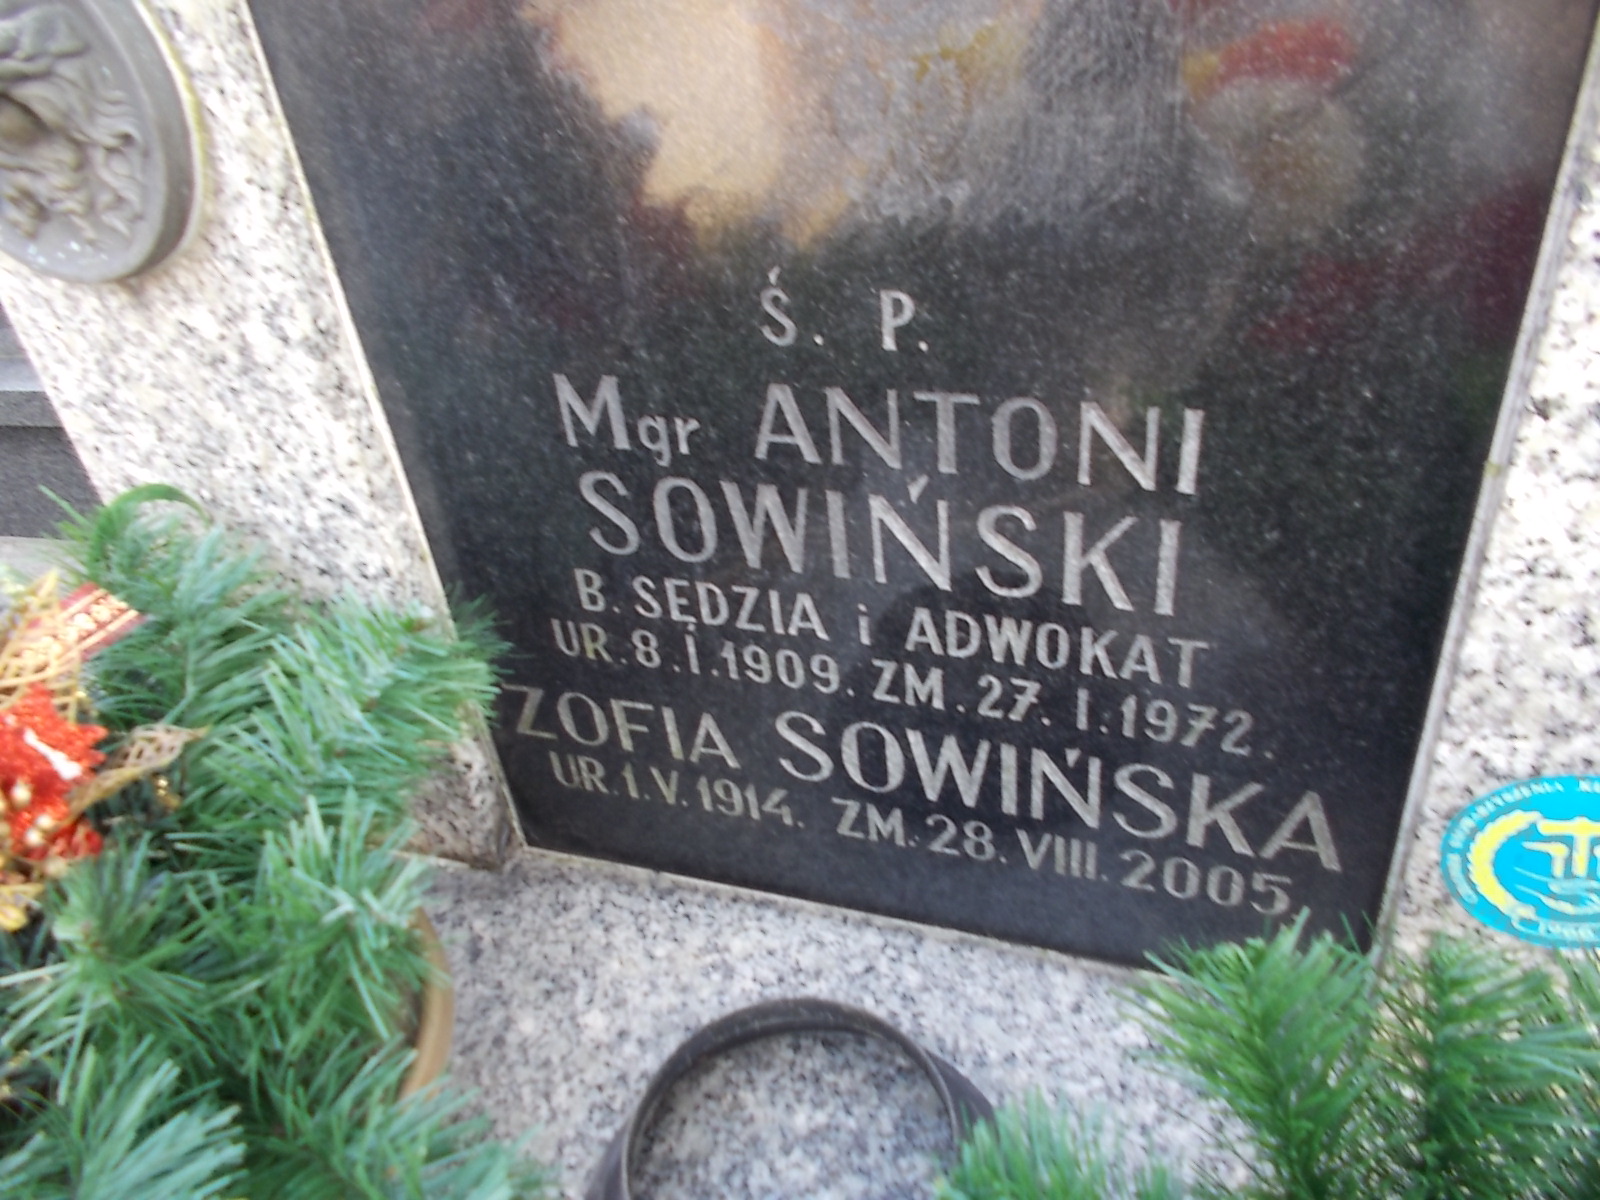 Ś. P.
Mgr ANTONI
SOWIŃSKI
B. SĘDZIA i ADWOKAT
UR. 8. I. 1909. ZM. 27. I. 1972.
ZOFIA SOWIŃSKA
UR. 1. V. 1914. ZM. 28. VIII. 2005.